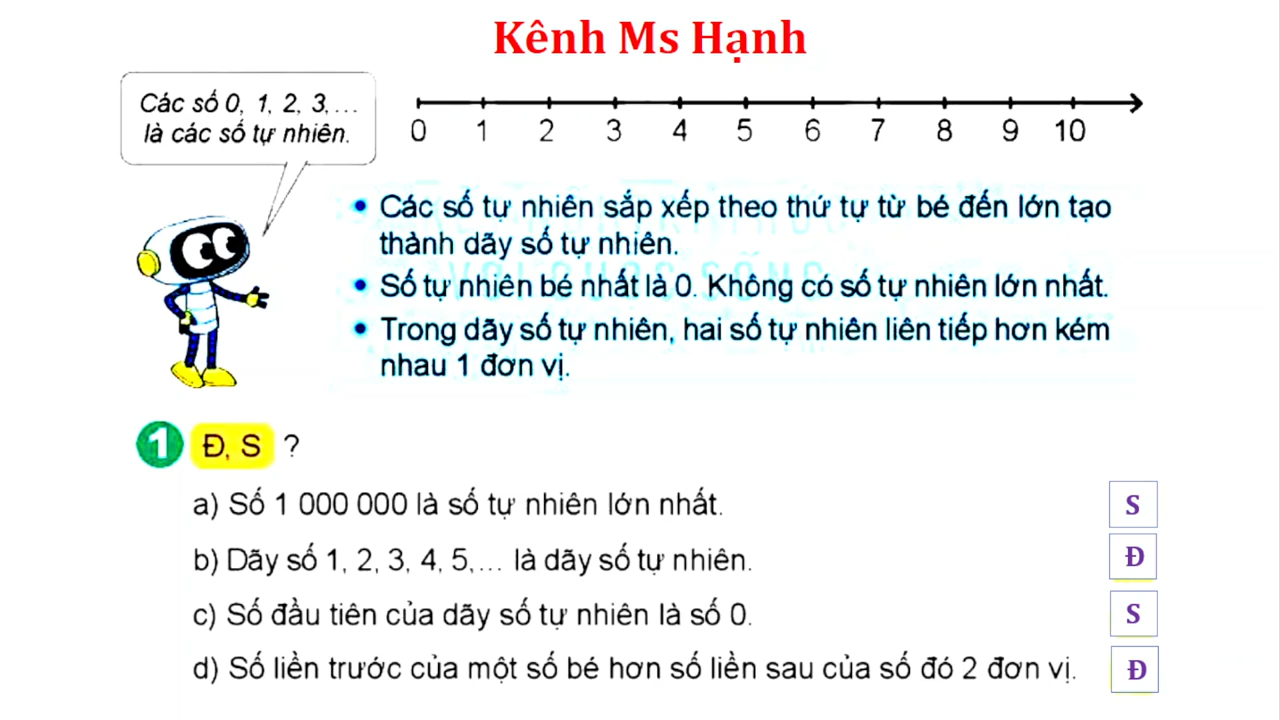 Kênh Ms Hạnh
Các số 0, 1, 2, 3,...
là các số tự nhiên.
0 1 2 3 4 5 6 7 8 9 10
• Các số tự nhiên sắp xếp theo thứ tự từ bé đến lớn tạo
thành dãy số tự nhiên.
• Số tự nhiên bé nhất là 0. Không có số tự nhiên lớn nhất.
• Trong dãy số tự nhiên, hai số tự nhiên liên tiếp hơn kém
nhau 1 đơn vị.
1 Đ, S ?
a) Số 1 000 000 là số tự nhiên lớn nhất. S
b) Dãy số 1, 2, 3, 4, 5,... là dãy số tự nhiên. Đ
c) Số đầu tiên của dãy số tự nhiên là số 0. S
d) Số liền trước của một số bé hơn số liền sau của số đó 2 đơn vị. Đ